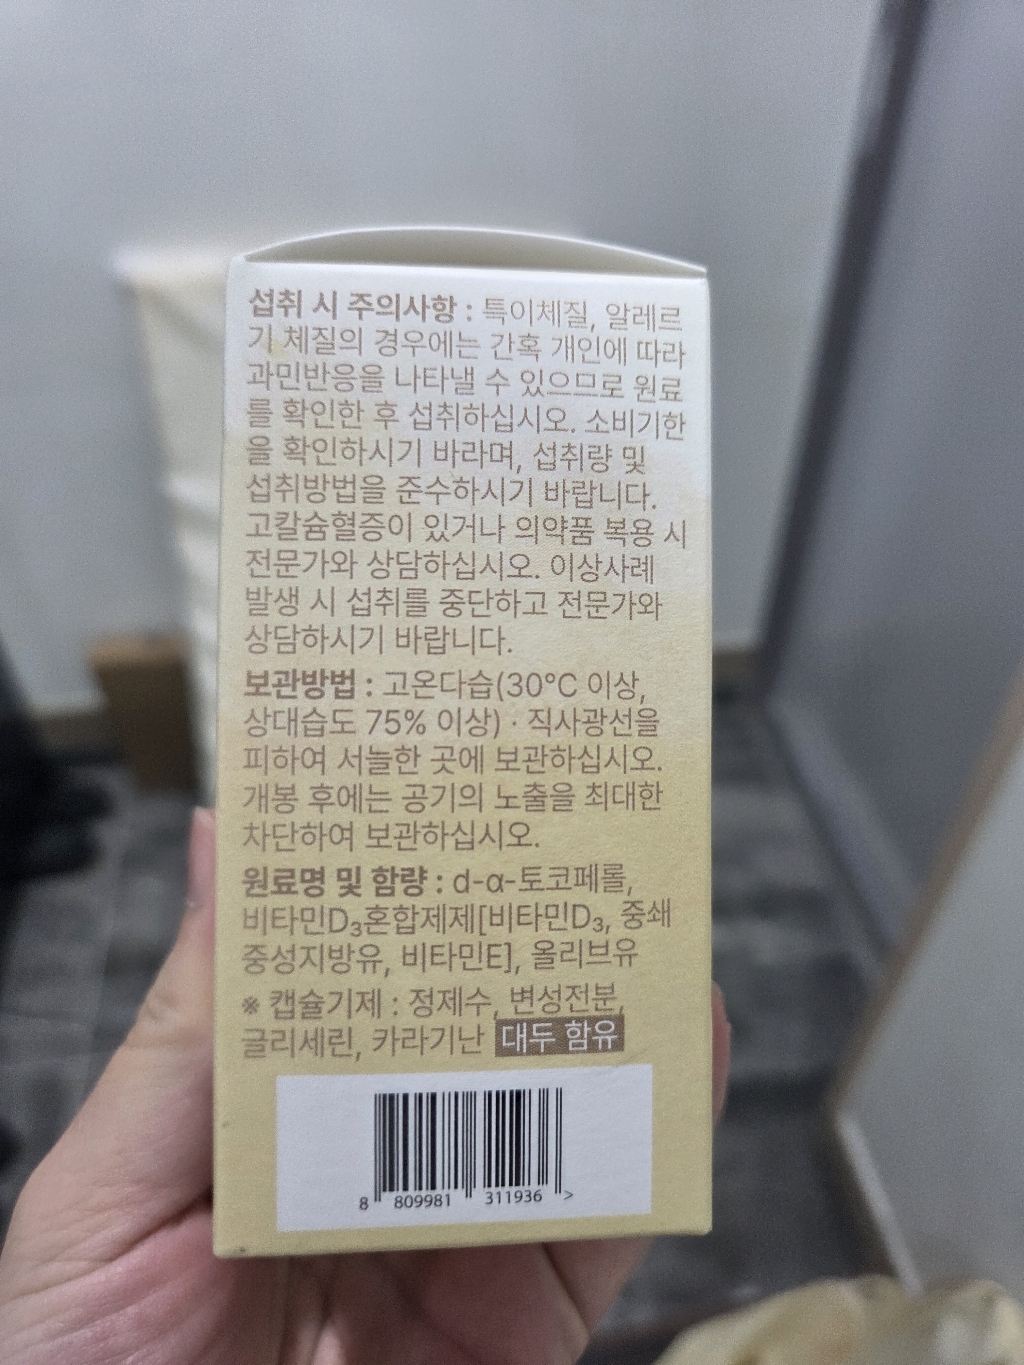 섭취 시 주의사항 : 특이체질, 알레르
기 체질의 경우에는 간혹 개인에 따라
과민반응을 나타낼 수 있으므로 원료
를 확인한 후 섭취하십시오. 소비기한
을 확인하시기 바라며, 섭취량 및
섭취방법을 준수하시기 바랍니다.
고칼슘혈증이 있거나 의약품 복용 시
전문가와 상담하십시오. 이상사례
발생 시 섭취를 중단하고 전문가와
상담하시기 바랍니다.
보관방법 : 고온다습(30℃ 이상,
상대습도 75% 이상) · 직사광선을
피하여 서늘한 곳에 보관하십시오.
개봉 후에는 공기의 노출을 최대한
차단하여 보관하십시오.
원료명 및 함량 : d-α-토코페롤,
비타민D₃혼합제제[비타민D₃, 중쇄
중성지방유, 비타민E], 올리브유
※ 캡슐기제 : 정제수, 변성전분,
글리세린, 카라기난 대두 함유
8 809981 311936 >